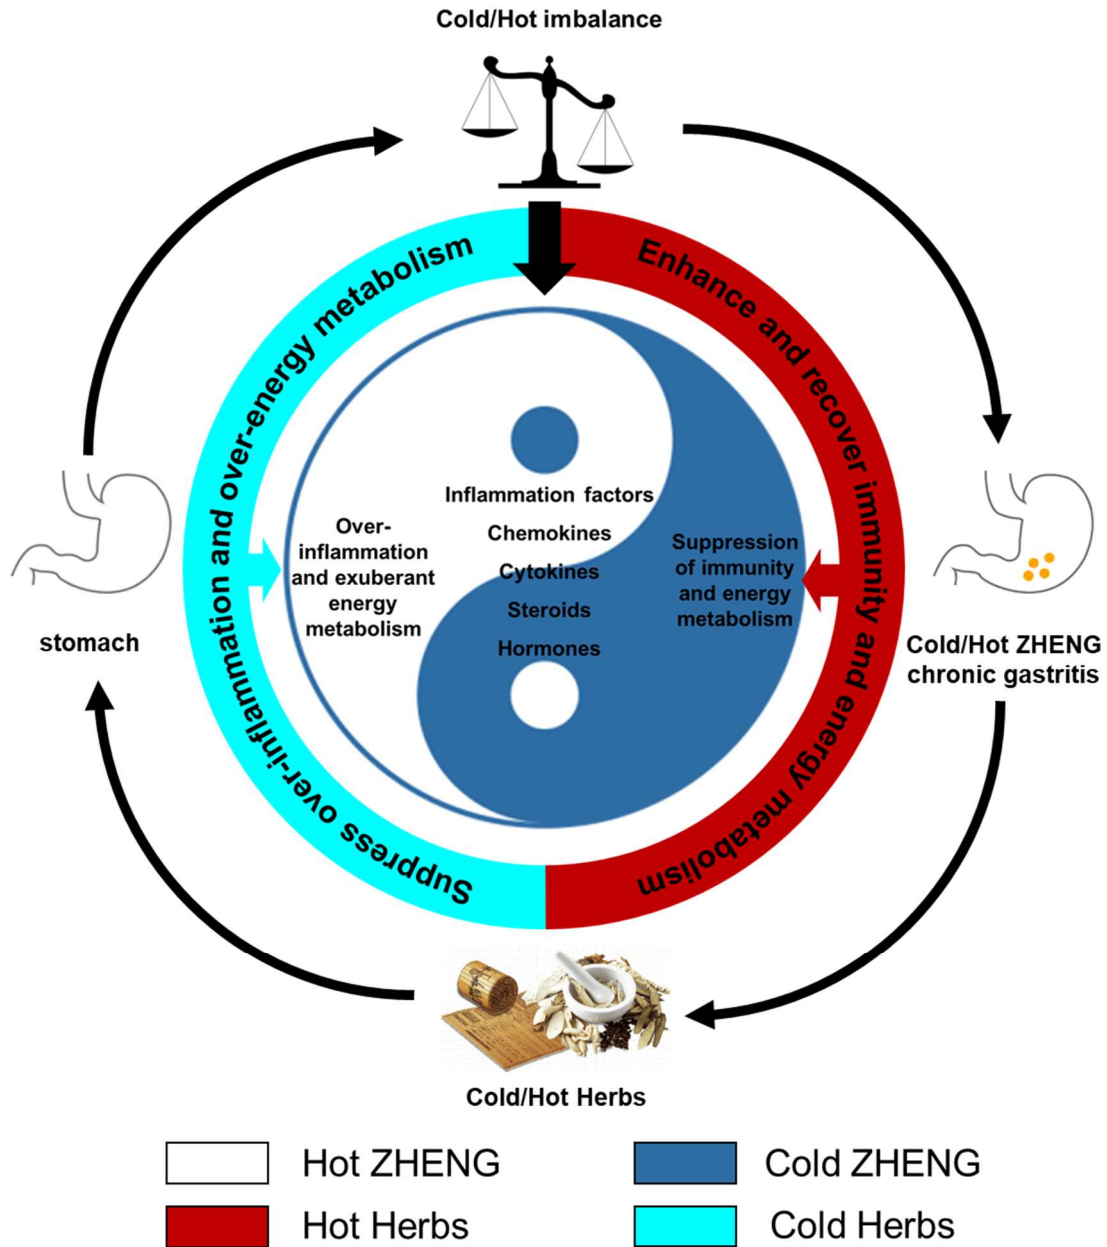 Cold/Hot imbalance
Suppress over-inflammation and over-energy metabolism
Enhance and recover immunity and energy metabolism
Inflammation factors
Chemokines
Cytokines
Steroids
Hormones
Over-
inflammation
and exuberant
energy
metabolism
Suppression
of immunity
and energy
metabolism
stomach
Cold/Hot ZHENG
chronic gastritis
Cold/Hot Herbs
Hot ZHENG
Cold ZHENG
Hot Herbs
Cold Herbs